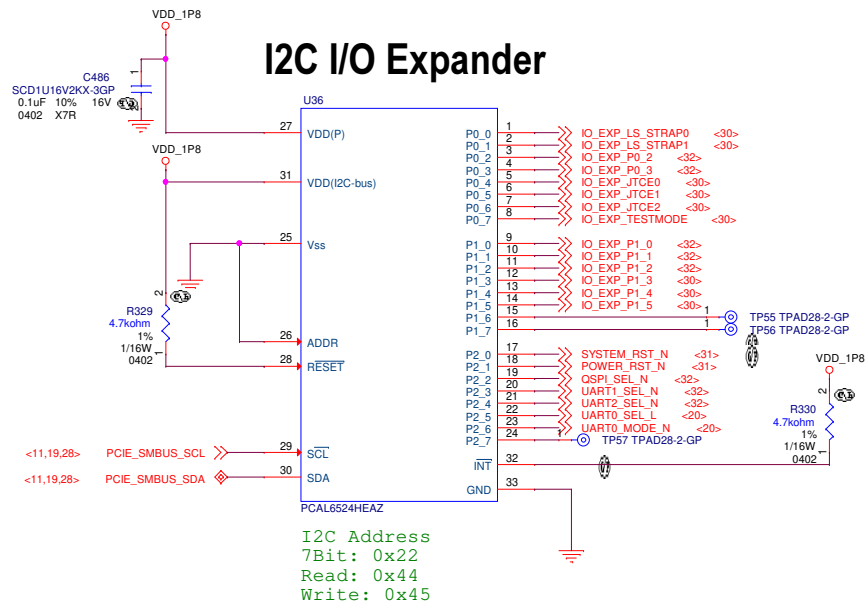 VDD_1P8
I2C I/O Expander
C486
SCD1U16V2KX-3GP
0.1uF 10% 16V
0402 X7R
1
U36
27 VDD(P)
VDD_1P8
31 VDD(I2C-bus)
25 Vss
2
R329
4.7kohm
1%
1/16W
0402
1
26 ADDR
28 RESET
<11,19,28> PCIE_SMBUS_SCL 29 SCL
<11,19,28> PCIE_SMBUS_SDA 30 SDA
P0_0 1 IO_EXP_LS_STRAP0 <30>
P0_1 2 IO_EXP_LS_STRAP1 <30>
P0_2 3 IO_EXP_P0_2 <32>
P0_3 4 IO_EXP_P0_3 <32>
P0_4 5 IO_EXP_JTCE0 <30>
P0_5 6 IO_EXP_JTCE1 <30>
P0_6 7 IO_EXP_JTCE2 <30>
P0_7 8 IO_EXP_TESTMODE <30>
P1_0 9 IO_EXP_P1_0 <32>
P1_1 10 IO_EXP_P1_1 <32>
P1_2 11 IO_EXP_P1_2 <32>
P1_3 12 IO_EXP_P1_3 <30>
P1_4 13 IO_EXP_P1_4 <30>
P1_5 14 IO_EXP_P1_5 <30>
P1_6 15 1 TP55 TPAD28-2-GP
P1_7 16 1 TP56 TPAD28-2-GP
P2_0 17 SYSTEM_RST_N <31>
P2_1 18 POWER_RST_N <31>
P2_2 19 QSPI_SEL_N <32>
P2_3 20 UART1_SEL_N <32>
P2_4 21 UART2_SEL_N <32>
P2_5 22 UART0_SEL_L <20>
P2_6 23 UART0_MODE_N <20>
P2_7 24 1 TP57 TPAD28-2-GP
INT 32
GND 33
VDD_1P8
2
R330
4.7kohm
1%
1/16W
0402
1
PCAL6524HEAZ
I2C Address
7Bit: 0x22
Read: 0x44
Write: 0x45